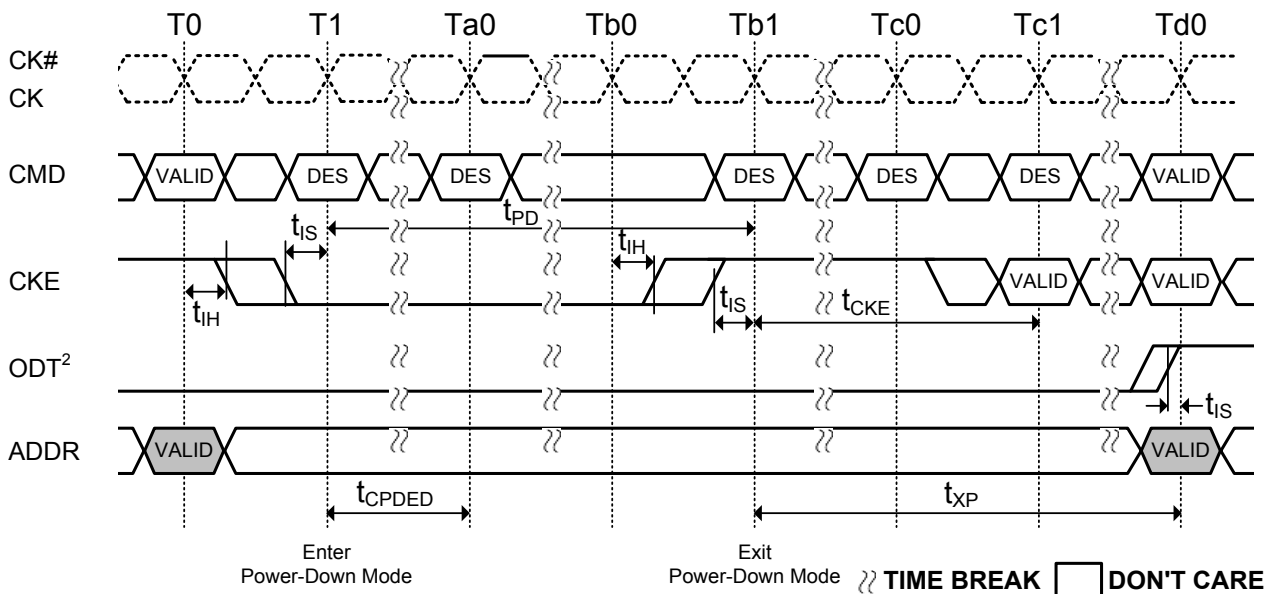 T0 T1 Ta0 Tb0 Tb1 Tc0 Tc1 Td0
CK#
CK
CMD VALID DES DES DES DES DES VALID
tPD
tIS tIH
CKE VALID VALID
tIH tIS tCKE
ODT²
tIS
ADDR VALID VALID
tCPDED tXP
Enter Power-Down Mode
Exit Power-Down Mode
TIME BREAK DON'T CARE